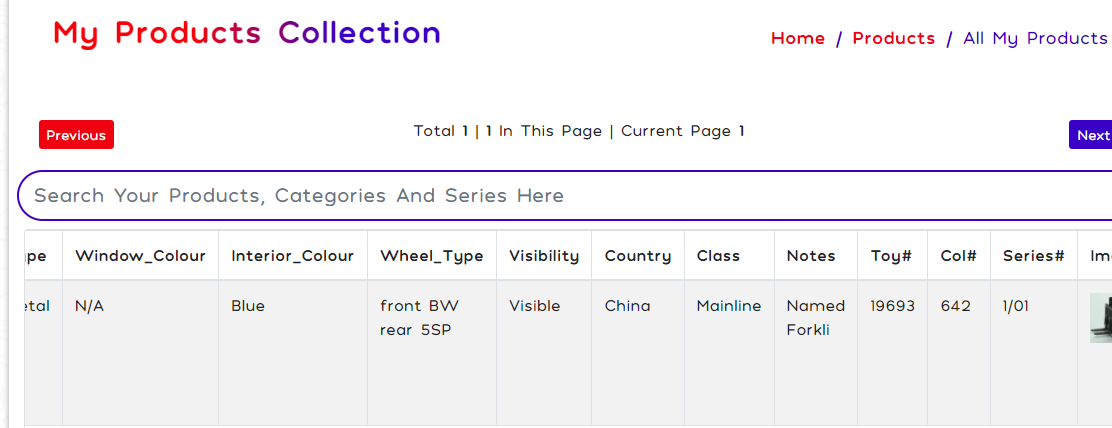 My Products Collection
Home / Products / All My Products
Previous
Total 1 | 1 In This Page | Current Page 1
Next
Search Your Products, Categories And Series Here
pe Window_Colour Interior_Colour Wheel_Type Visibility Country Class Notes Toy# Col# Series# Im
etal N/A Blue front BW Visible China Mainline Named 19693 642 1/01
rear 5SP Forkli